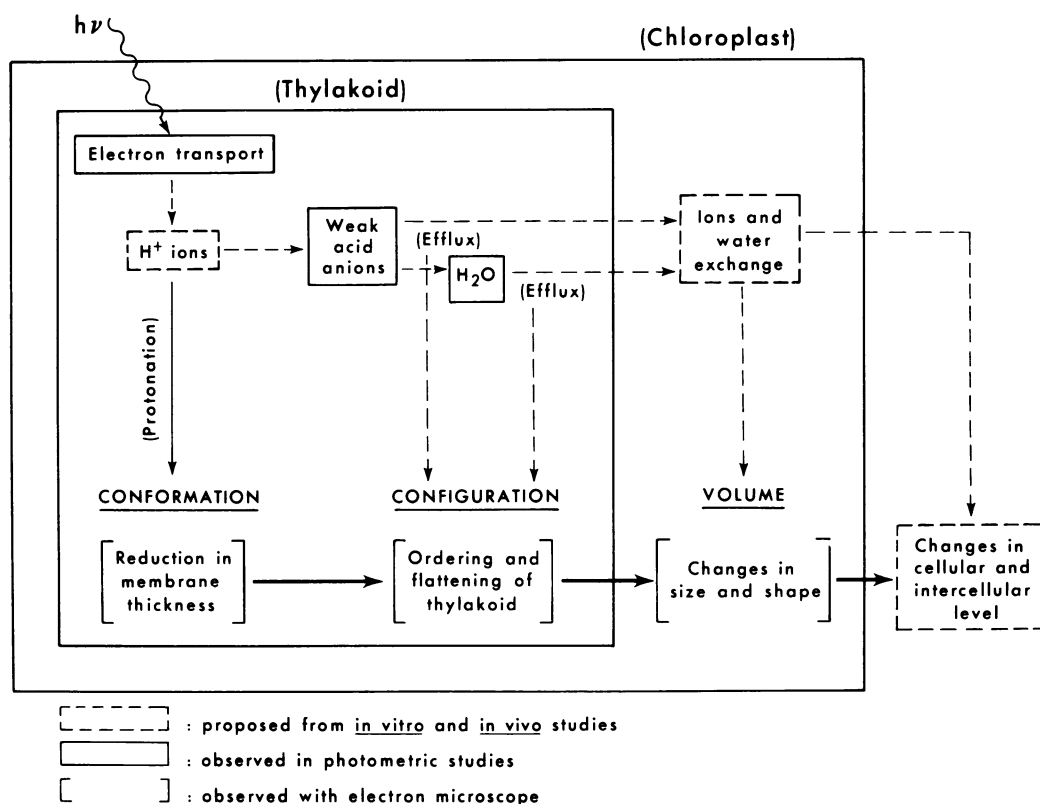 hν
(Chloroplast)
(Thylakoid)
Electron transport
H+ ions
Weak
acid
anions
(Efflux)
H2O
(Efflux)
Ions and
water
exchange
(Protonation)
CONFORMATION
CONFIGURATION
VOLUME
Reduction in
membrane
thickness
Ordering and
flattening of
thylakoid
Changes in
size and shape
Changes in
cellular and
intercellular
level
: proposed from in vitro and in vivo studies
: observed in photometric studies
: observed with electron microscope